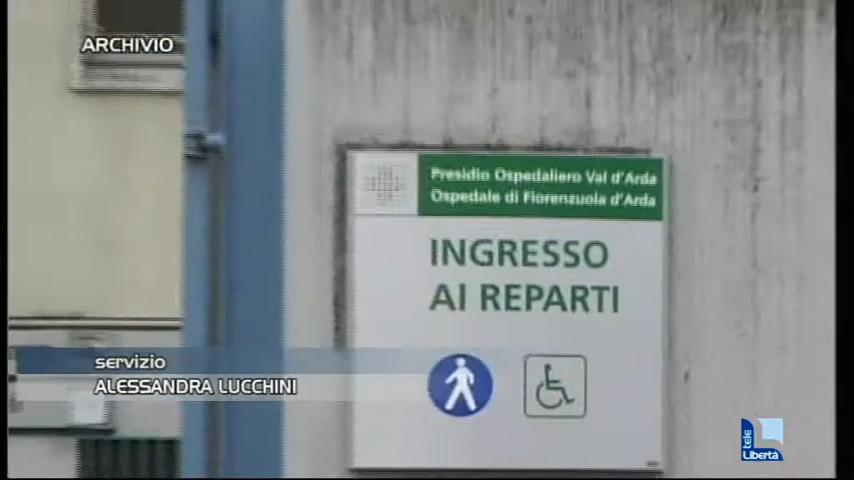 ARCHIVIO
Presidio Ospedaliero Val d'Arda
Ospedale di Fiorenzuola d'Arda
INGRESSO
AI REPARTI
servizio
ALESSANDRA LUCCHINI
tele
Libertà